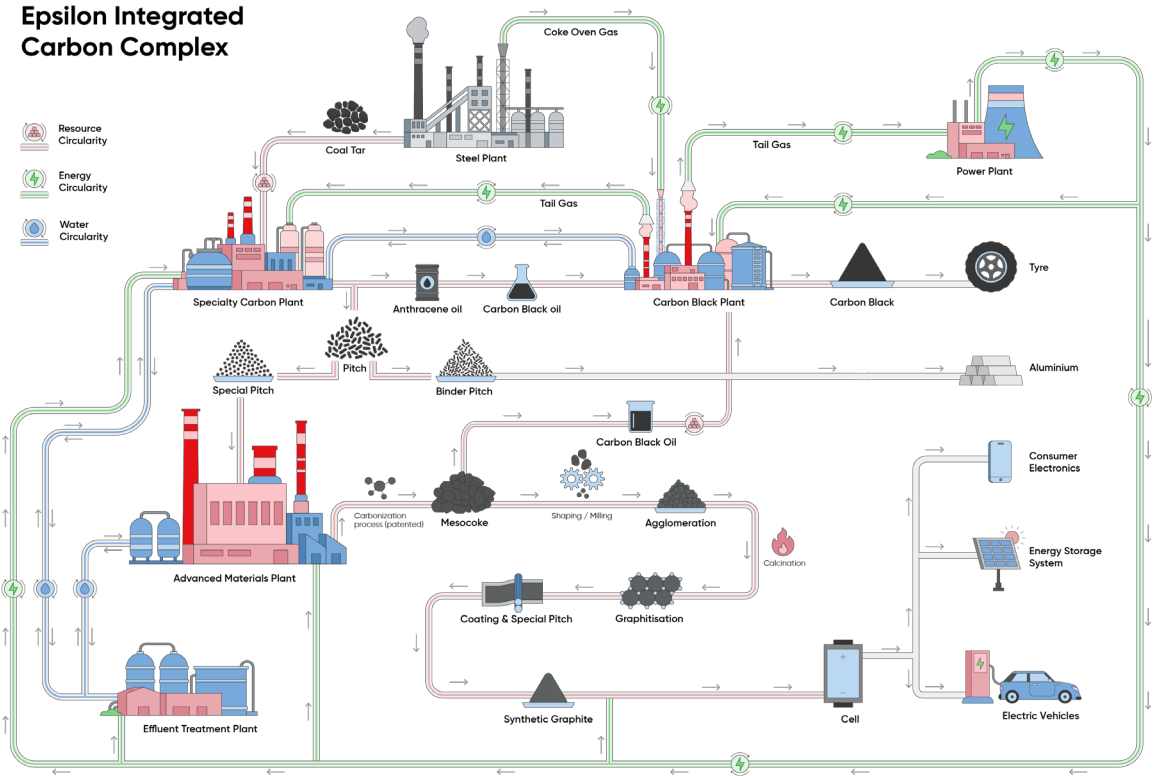 Epsilon Integrated
Carbon Complex
Resource
Circularity
Energy
Circularity
Water
Circularity
Coke Oven Gas
Coal Tar
Steel Plant
Tail Gas
Power Plant
Tail Gas
Specialty Carbon Plant
Anthracene oil
Carbon Black oil
Carbon Black Plant
Carbon Black
Tyre
Pitch
Special Pitch
Binder Pitch
Aluminium
Carbon Black Oil
Consumer
Electronics
Carbonization
process (patented)
Mesocoke
Shaping / Milling
Agglomeration
Calcination
Energy Storage
System
Advanced Materials Plant
Coating & Special Pitch
Graphitisation
Synthetic Graphite
Cell
Electric Vehicles
Effluent Treatment Plant